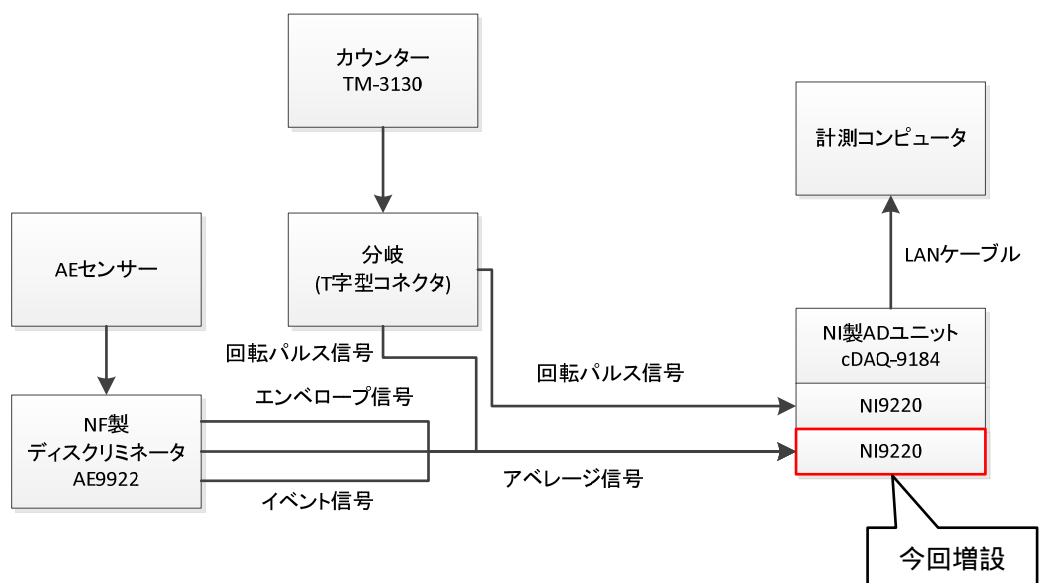 カウンター
TM-3130
計測コンピュータ
AEセンサー
分岐
(T字型コネクタ)
LANケーブル
NI製ADユニット
cDAQ-9184
回転パルス信号
回転パルス信号
エンベロープ信号
NI9220
NF製
ディスクリミネータ
AE9922
NI9220
アベレージ信号
イベント信号
今回増設